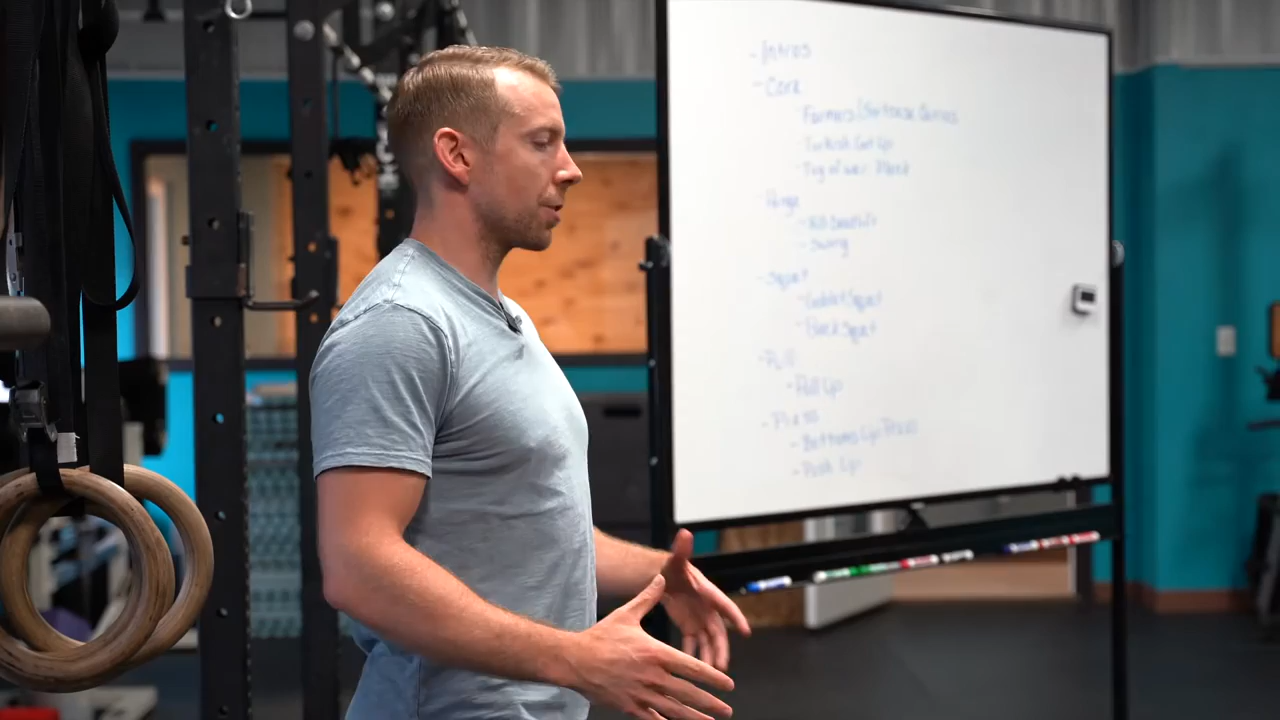 - Intros
- Core
Farmers/Suitcase Carries
Turkish Get Up
Tug of war
Hinge
- KB Deadlift
- Swing
- Squat
- Goblet Squat
- Back Squat
- Pull
- Pull Up
- Press
- Bottoms Up Press
- Push Up